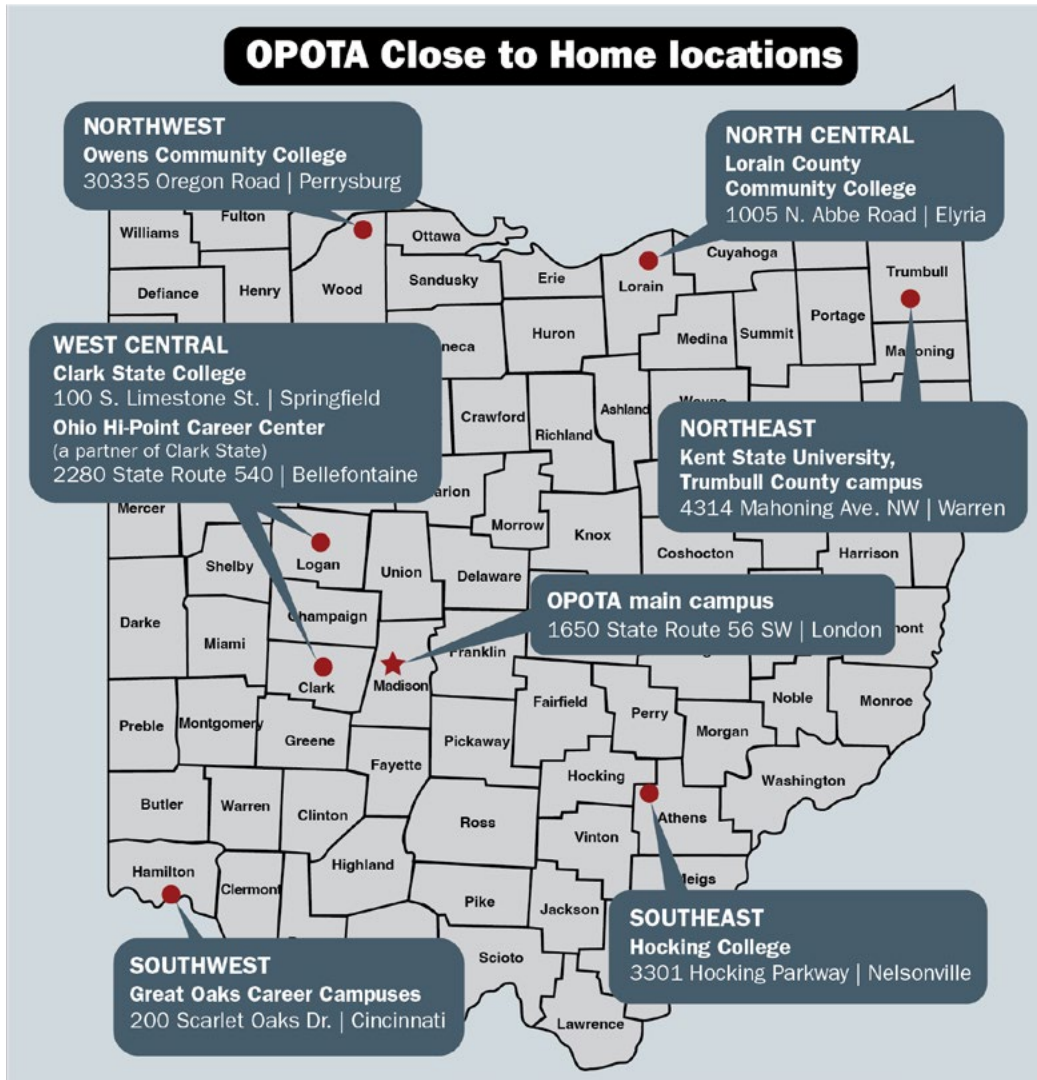 OPOTA Close to Home locations
NORTHWEST
Owens Community College
30335 Oregon Road | Perrysburg
NORTH CENTRAL
Lorain County
Community College
1005 N. Abbe Road | Elyria
Williams
Fulton
Ottawa
Cuyahoga
Defiance
Henry
Wood
Sandusky
Erie
Lorain
Trumbull
Huron
Medina
Summit
Portage
Mahoning
WEST CENTRAL
Clark State College
100 S. Limestone St. | Springfield
Ohio Hi-Point Career Center
(a partner of Clark State)
2280 State Route 540 | Bellefontaine
neca
Crawford
Richland
Ashland
NORTHEAST
Kent State University,
Trumbull County campus
4314 Mahoning Ave. NW | Warren
Mercer
arion
Morrow
Knox
Coshocton
Harrison
Shelby
Logan
Union
Delaware
OPOTA main campus
1650 State Route 56 SW | London
Darke
Miami
Champaign
Franklin
mont
Clark
Madison
Fairfield
Perry
Noble
Monroe
Preble
Montgomery
Greene
Pickaway
Morgan
Fayette
Hocking
Washington
Butler
Warren
Clinton
Ross
Vinton
Athens
Hamilton
Clermont
Highland
Pike
Jackson
Meigs
Scioto
Lawrence
SOUTHEAST
Hocking College
3301 Hocking Parkway | Nelsonville
SOUTHWEST
Great Oaks Career Campuses
200 Scarlet Oaks Dr. | Cincinnati